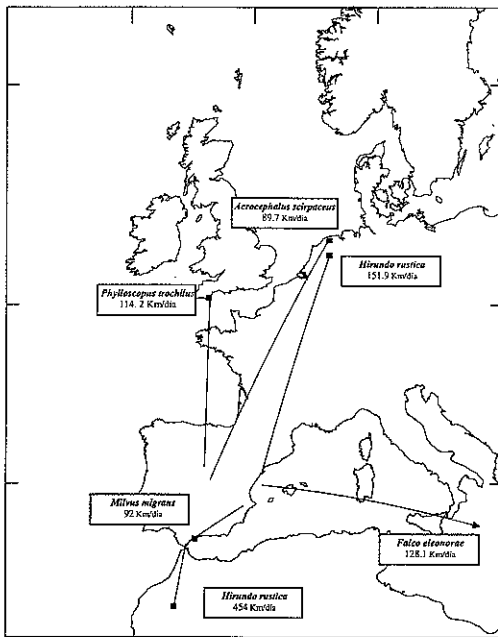 Acrocephalus scirpaceus
89.7 Km/día
Hirundo rustica
151.9 Km/día
Phylloscopus trochilus
114. 2 Km/día
Milvus migrans
92 Km/día
Falco eleonorae
128.1 Km/día
Hirundo rustica
454 Km/día